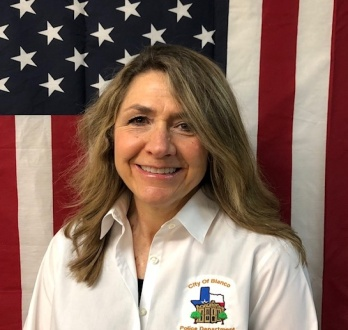 City Of Blanco
Police Department